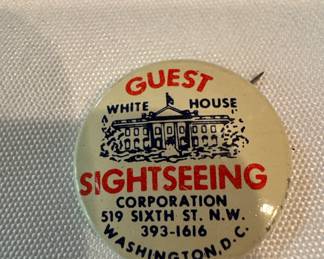 GUEST
WHITE HOUSE
SIGHTSEEING
CORPORATION
519 SIXTH ST. N.W.
393-1616
WASHINGTON, D.C.